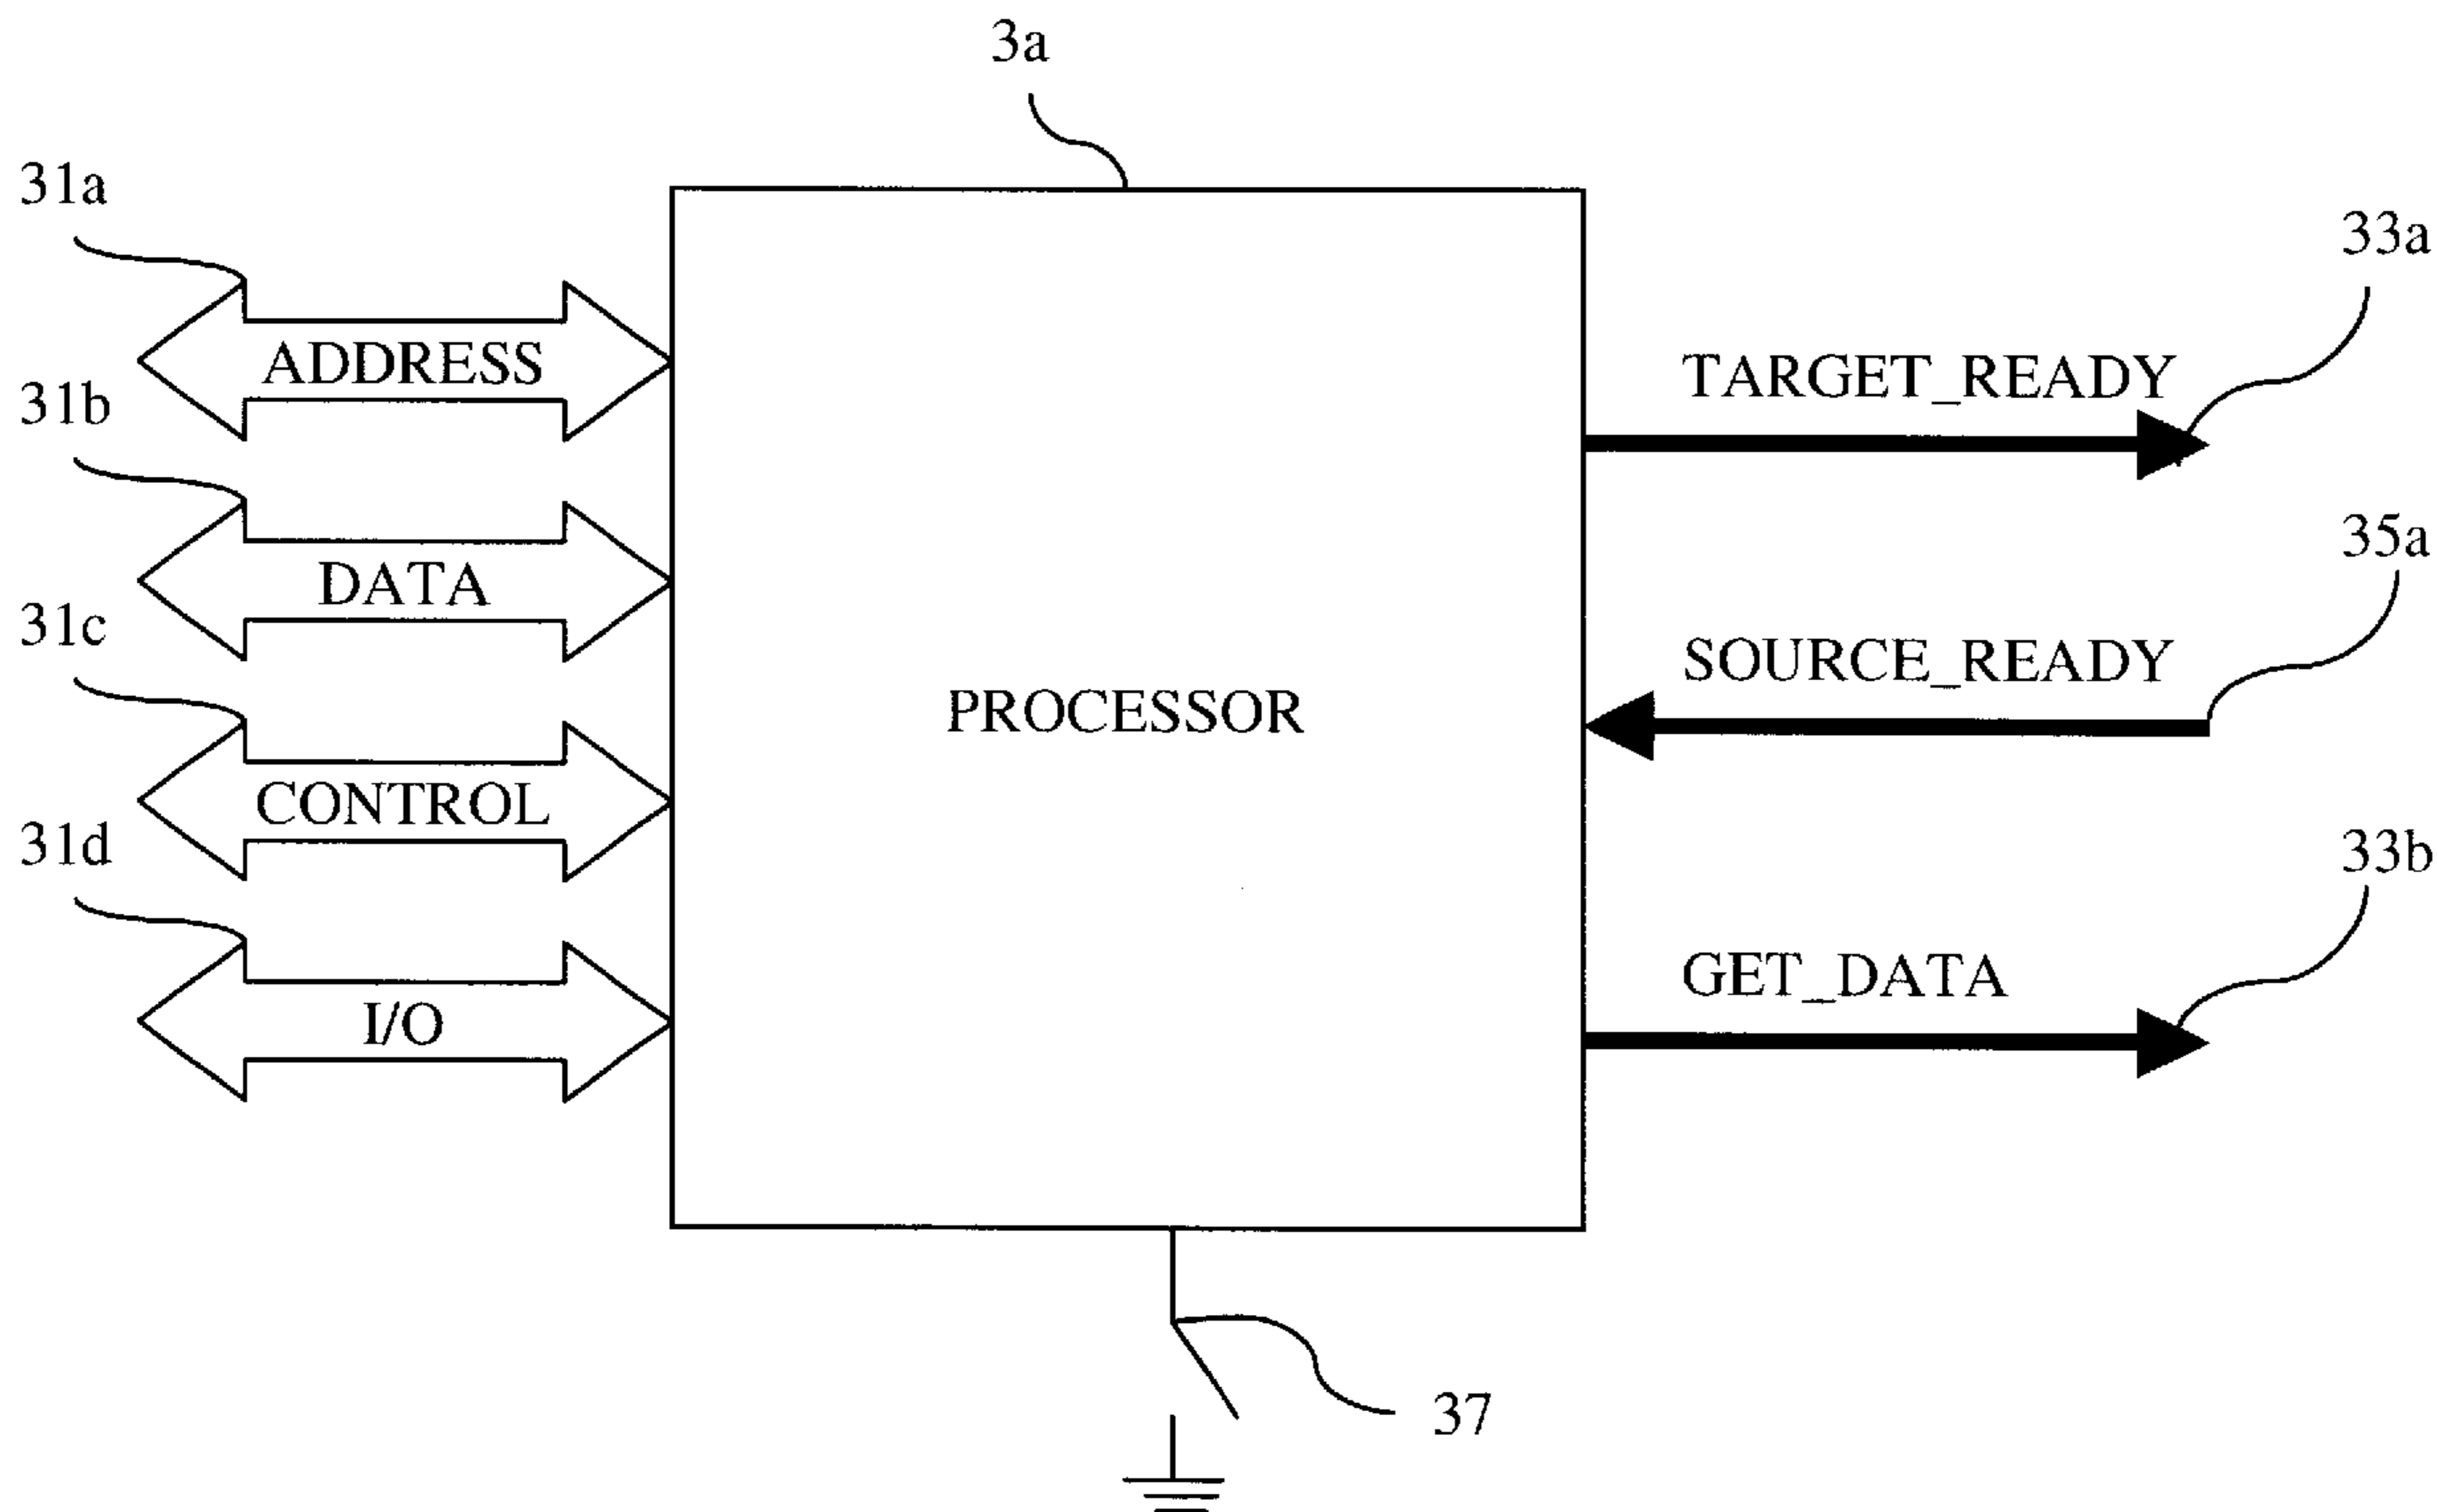 3a
31a
ADDRESS
31b
DATA
31c
CONTROL
31d
I/O
PROCESSOR
33a
TARGET_READY
35a
SOURCE_READY
33b
GET_DATA
37